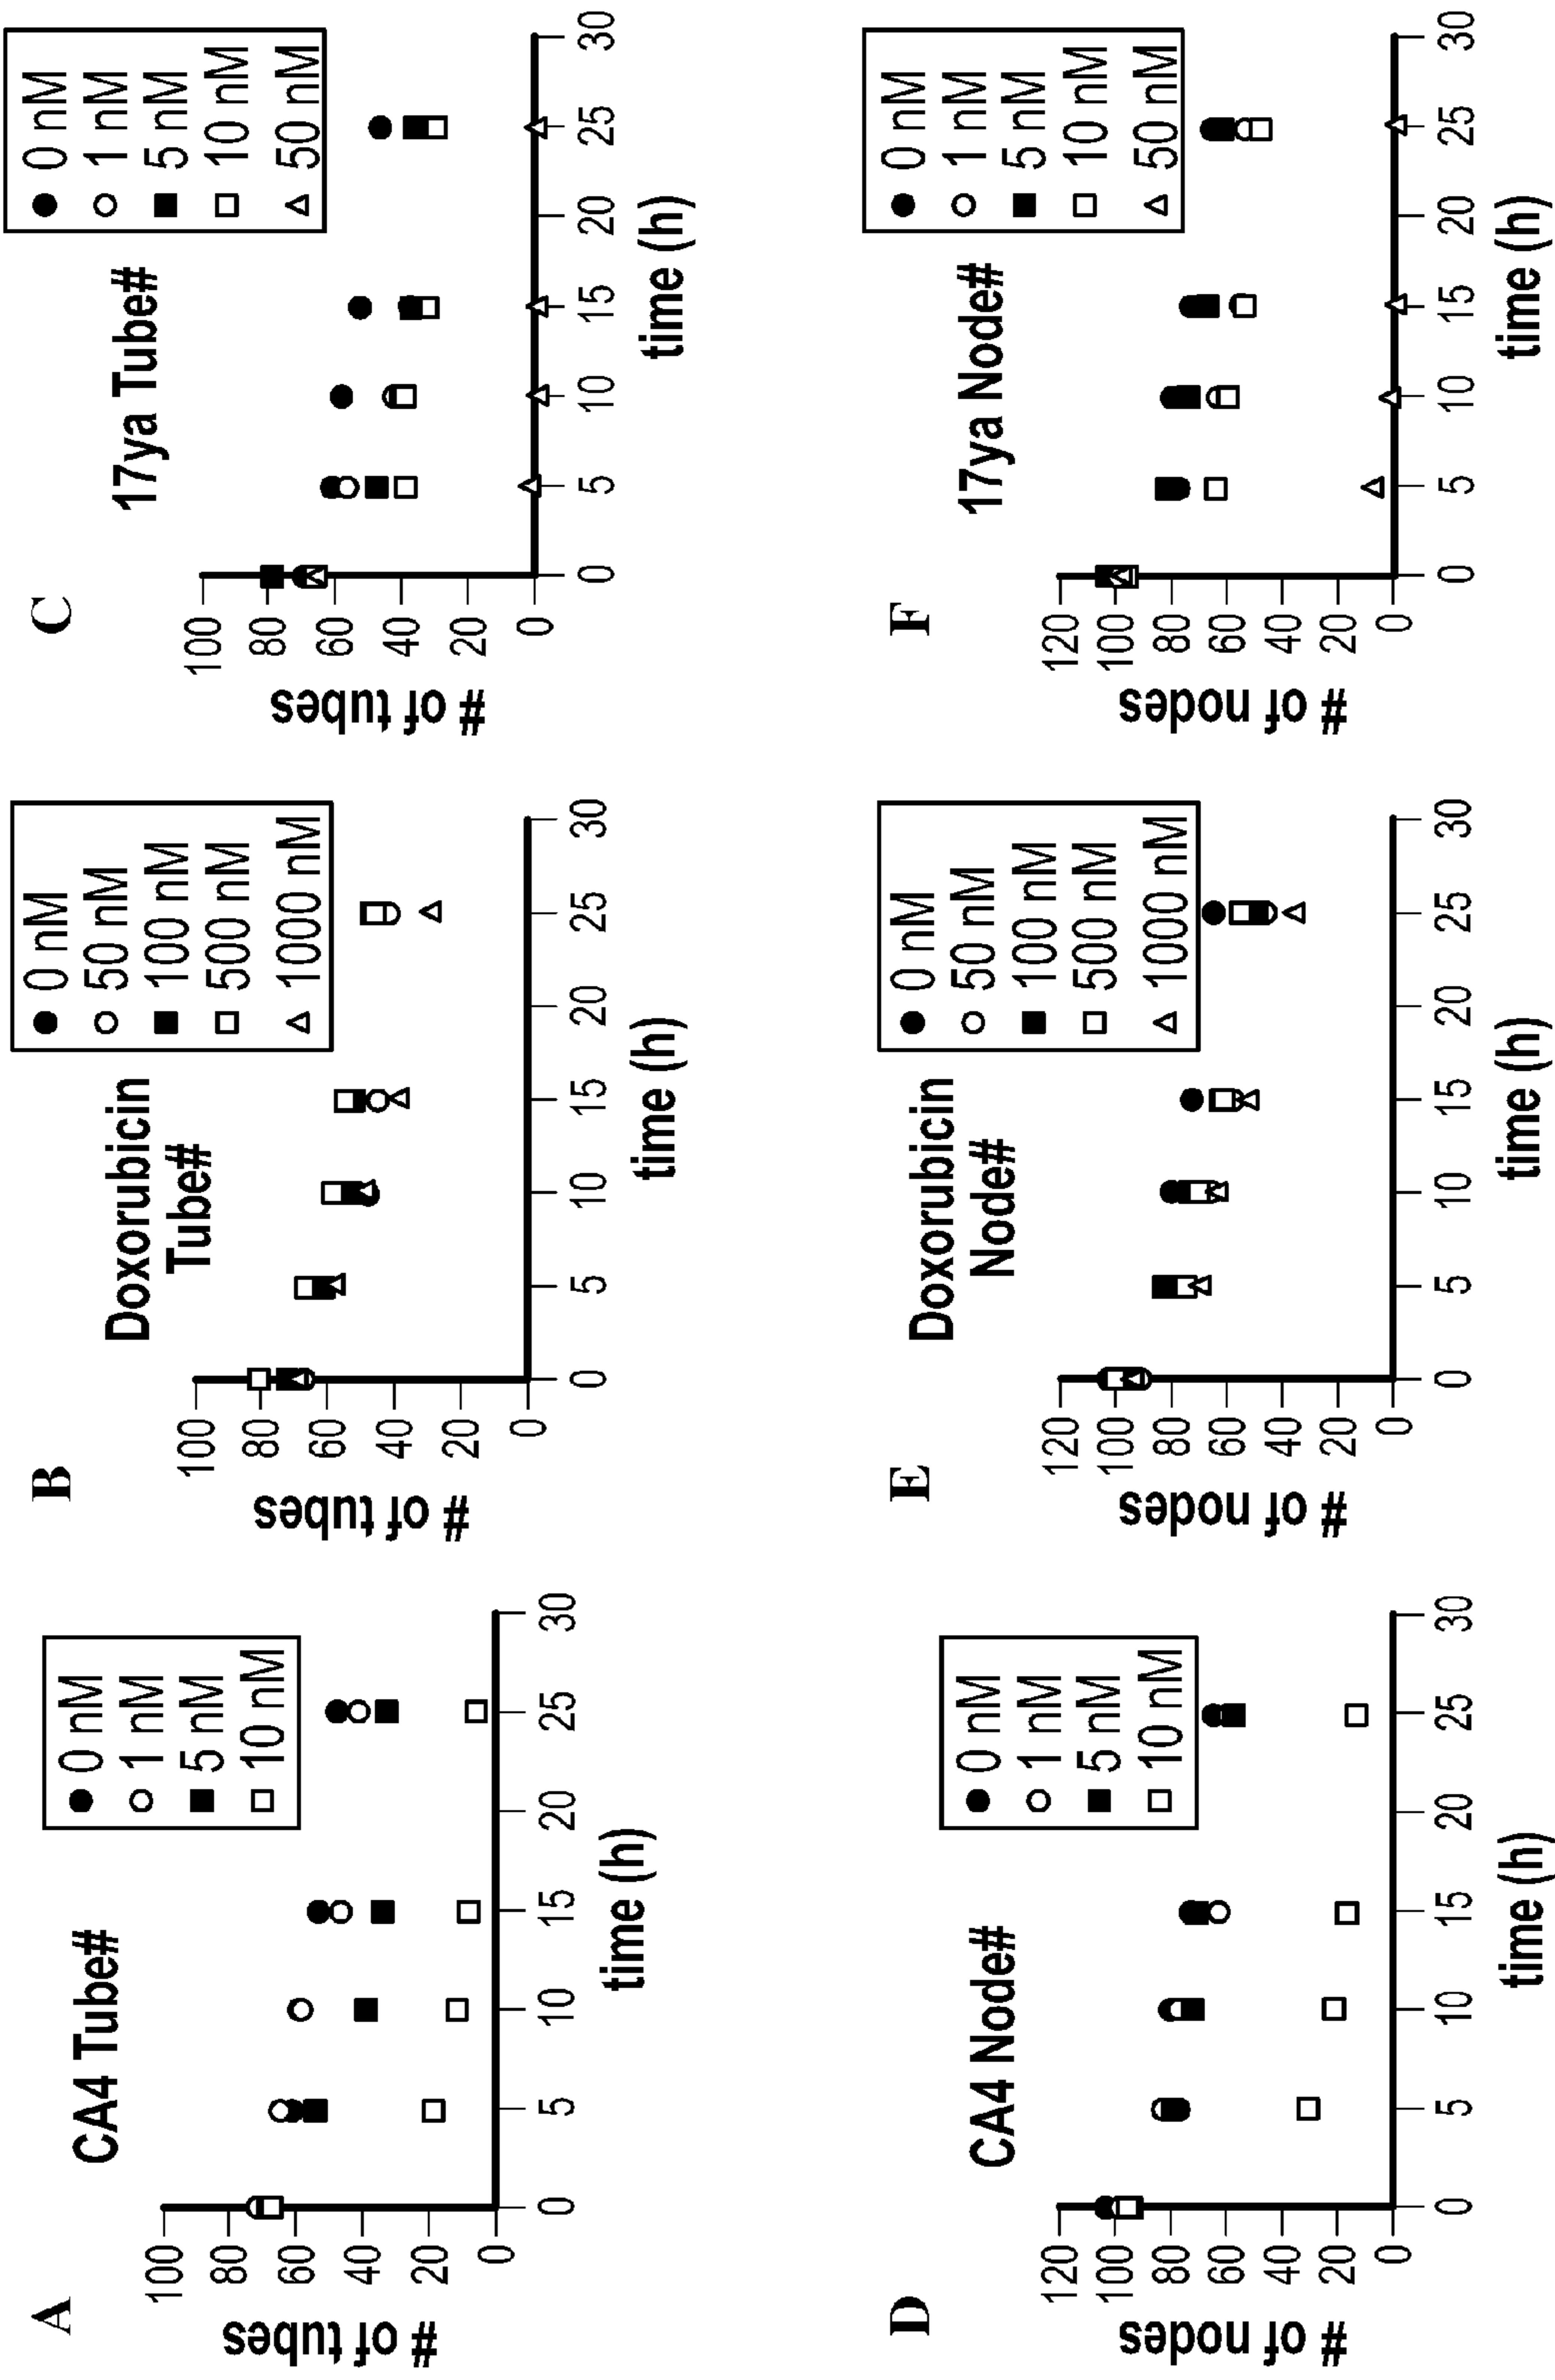 A
CA4 Tube#
# of tubes
100
80
60
40
20
0
0
5
10
15
20
25
30
time (h)
0 nM
1 nM
5 nM
10 nM
B
Doxorubicin
Tube#
# of tubes
100
80
60
40
20
0
0
5
10
15
20
25
30
time (h)
0 nM
50 nM
100 nM
500 nM
1000 nM
C
17ya Tube#
# of tubes
100
80
60
40
20
0
0
5
10
15
20
25
30
time (h)
0 nM
1 nM
5 nM
10 nM
50 nM
D
CA4 Node#
# of nodes
120
100
80
60
40
20
0
0
5
10
15
20
25
30
time (h)
0 nM
1 nM
5 nM
10 nM
E
Doxorubicin
Node#
# of nodes
120
100
80
60
40
20
0
0
5
10
15
20
25
30
time (h)
0 nM
50 nM
100 nM
500 nM
1000 nM
F
17ya Node#
# of nodes
120
100
80
60
40
20
0
0
5
10
15
20
25
30
time (h)
0 nM
1 nM
5 nM
10 nM
50 nM